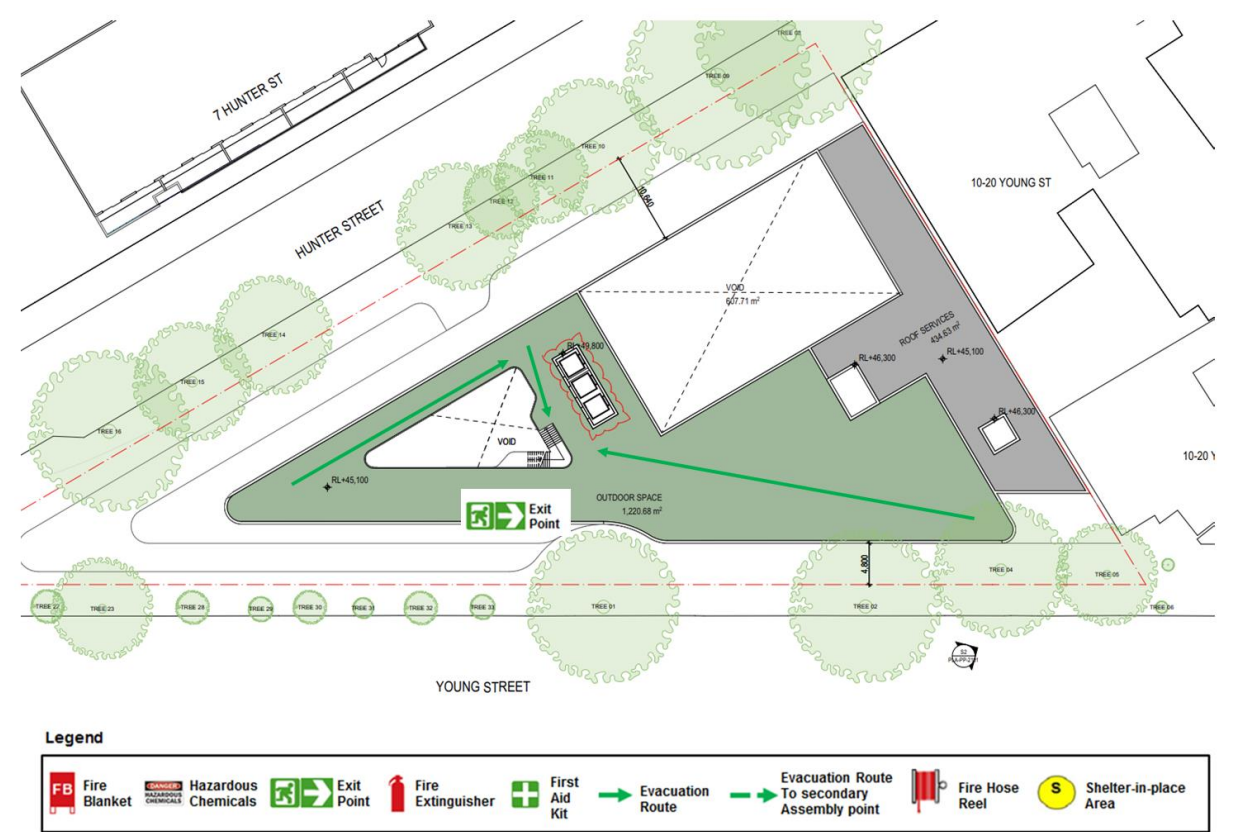 TREE 07
TREE 09
7 HUNTER ST
TREE 10
10-20 YOUNG ST
TREE 11
10,640
TREE 12
HUNTER STREET
TREE 13
VOID
607.71 m²
ROOF SERVICES
434.63 m²
TREE 14
RL+49,800
RL+46,300
RL+45,100
TREE 15
RL+46,300
TREE 16
VOID
10-20 Y
RL+45,100
OUTDOOR SPACE
1,220.68 m²
Exit
Point
4,800
TREE 04
TREE 05
TREE 27
TREE 23
TREE 28
TREE 29
TREE 30
TREE 31
TREE 32
TREE 33
TREE 01
TREE 02
TREE 06
S2
YOUNG STREET
Legend
FB
Fire
Blanket
DANGER
HAZARDOUS
CHEMICALS
Hazardous
Chemicals
Exit
Point
Fire
Extinguisher
First
Aid
Kit
Evacuation
Route
Evacuation Route
To secondary
Assembly point
Fire Hose
Reel
S
Shelter-in-place
Area